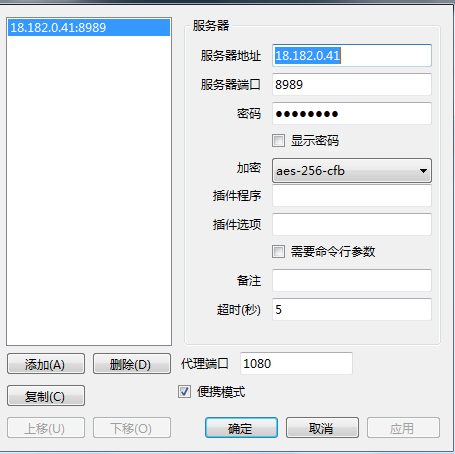 18.182.0.41:8989
服务器
服务器地址 18.182.0.41
服务器端口 8989
密码 ●●●●●●●●
显示密码
加密 aes-256-cfb
插件程序
插件选项
需要命令行参数
备注
超时(秒) 5
添加(A) 删除(D) 代理端口 1080
复制(C) 便携模式
上移(U) 下移(O) 确定 取消 应用